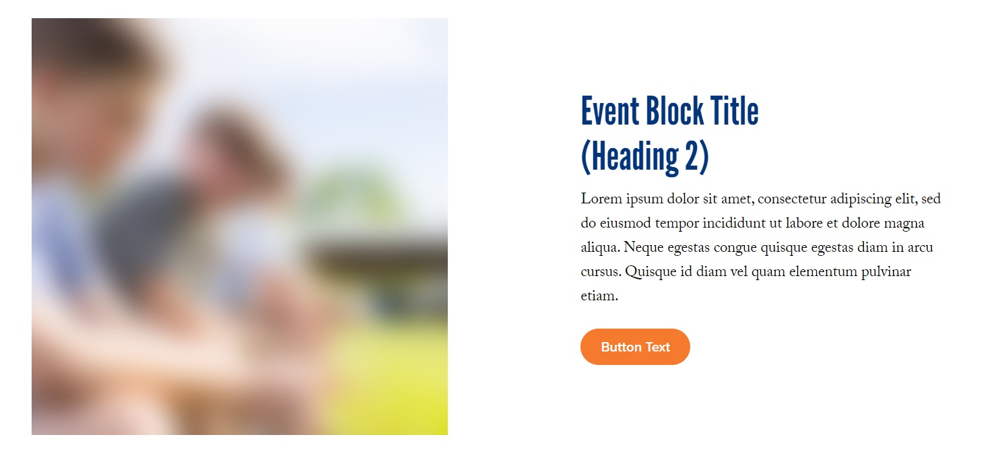 Event Block Title
(Heading 2)
Lorem ipsum dolor sit amet, consectetur adipiscing elit, sed
do eiusmod tempor incididunt ut labore et dolore magna
aliqua. Neque egestas congue quisque egestas diam in arcu
cursus. Quisque id diam vel quam elementum pulvinar
etiam.
Button Text